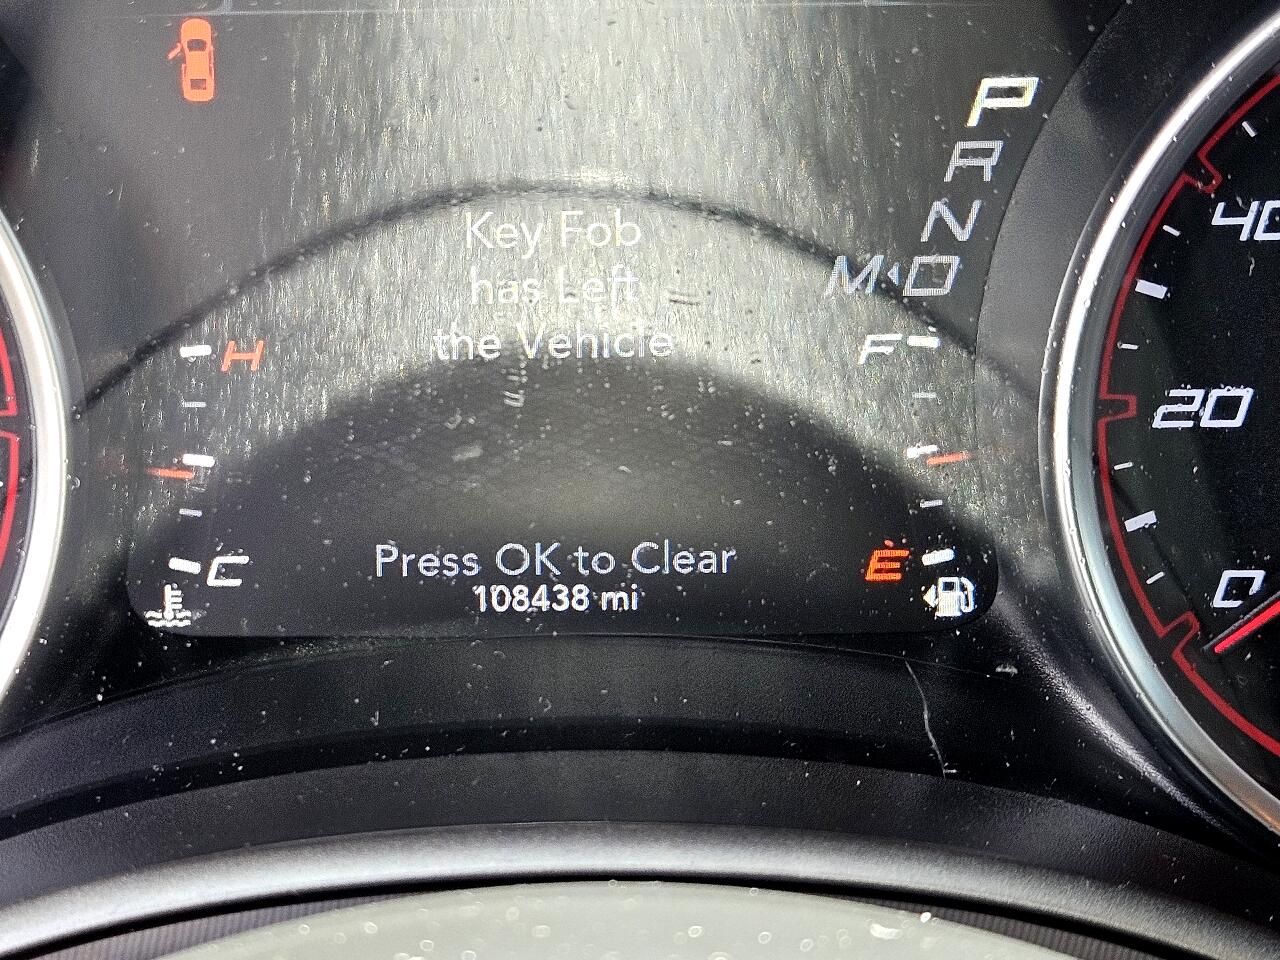 P
R
N
M D
Key Fob
has Left
the Vehicle
H
F
C
E
Press OK to Clear
108438 mi
40
20
0